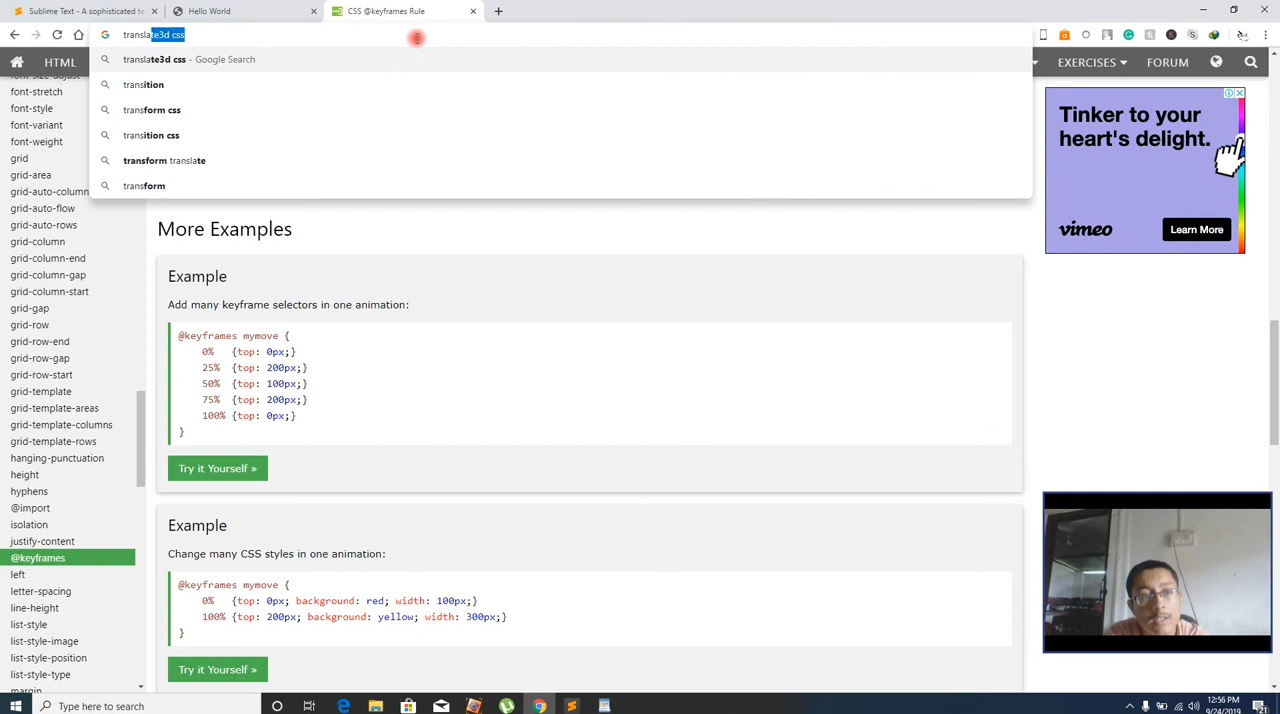 Sublime Text - A sophisticated t
Hello World
CSS @keyframes Rule
translate3d css
translate3d css - Google Search
transition
transform css
transition css
transform translate
transform
HTML
EXERCISES
FORUM
font-size-adjust
font-stretch
font-style
font-variant
font-weight
grid
grid-area
grid-auto-column
grid-auto-flow
grid-auto-rows
grid-column
grid-column-end
grid-column-gap
grid-column-start
grid-gap
grid-row
grid-row-end
grid-row-gap
grid-row-start
grid-template
grid-template-areas
grid-template-columns
grid-template-rows
hanging-punctuation
height
hyphens
@import
isolation
justify-content
@keyframes
left
letter-spacing
line-height
list-style
list-style-image
list-style-position
list-style-type
margin
More Examples
Example
Add many keyframe selectors in one animation:
@keyframes mymove {
0% {top: 0px;}
25% {top: 200px;}
50% {top: 100px;}
75% {top: 200px;}
100% {top: 0px;}
}
Try it Yourself »
Example
Change many CSS styles in one animation:
@keyframes mymove {
0% {top: 0px; background: red; width: 100px;}
100% {top: 200px; background: yellow; width: 300px;}
}
Try it Yourself »
Tinker to your
heart's delight.
vimeo
Learn More
Type here to search
12:56 PM
9/24/2019
21